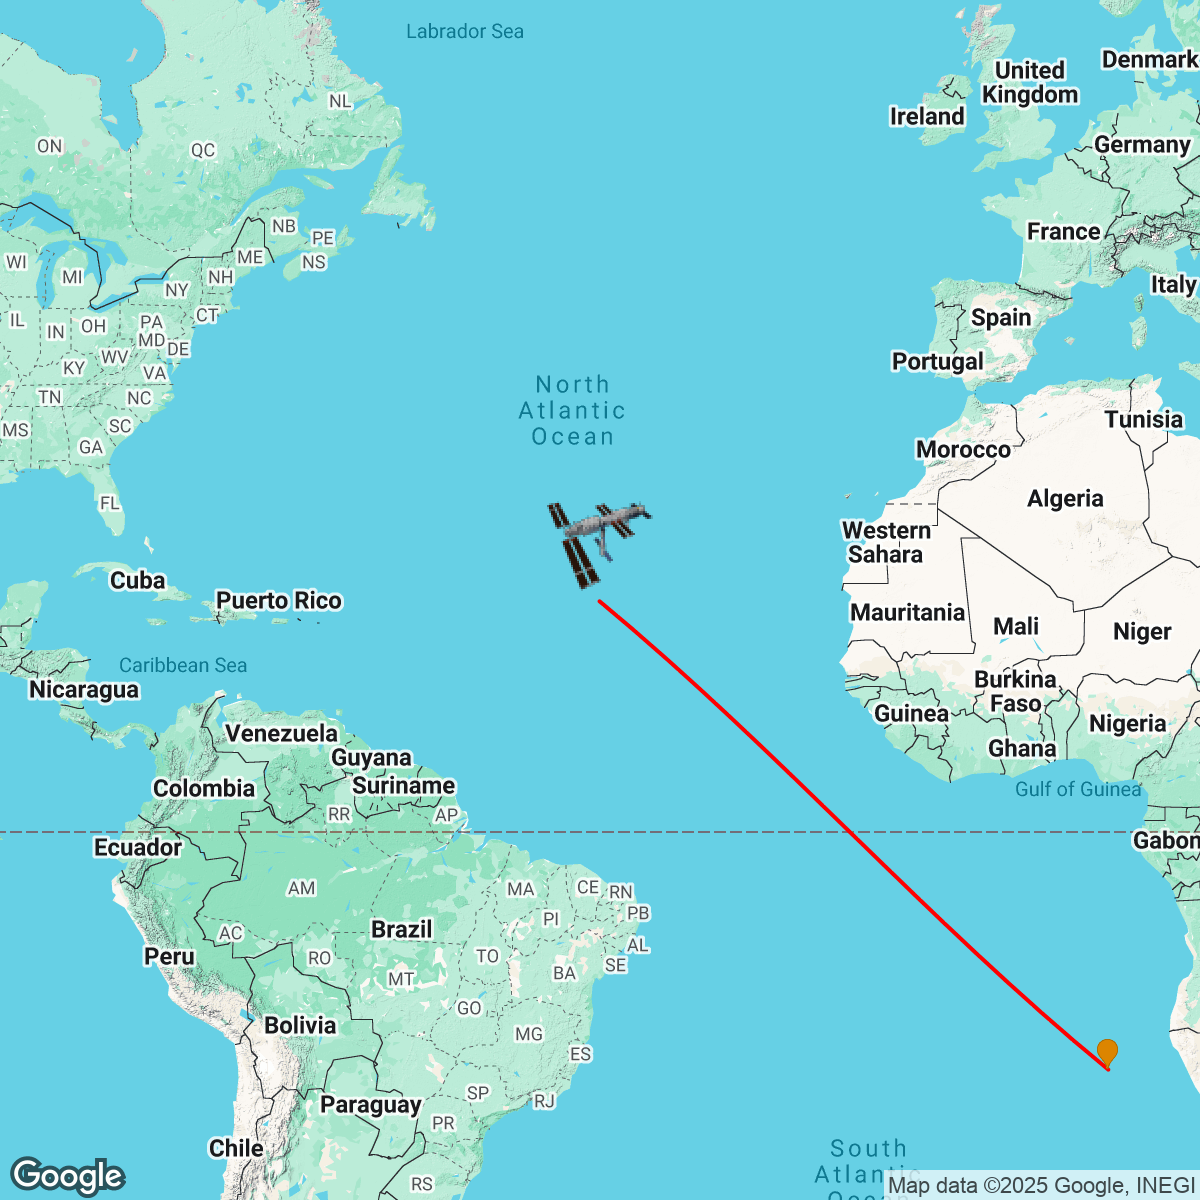 Labrador Sea
Denmark
United
Kingdom
Ireland
NL
ON
QC
Germany
NB
PE
France
ME
NS
WI
MI
NH
NY
Italy
CT
IL
IN
OH
PA
Spain
MD
DE
WV
KY
Portugal
VA
North
Atlantic
Ocean
TN
NC
Tunisia
MS
SC
GA
Morocco
Algeria
FL
Western
Sahara
Cuba
Puerto Rico
Mauritania
Mali
Niger
Caribbean Sea
Nicaragua
Burkina
Faso
Guinea
Nigeria
Venezuela
Ghana
Guyana
Suriname
Colombia
Gulf of Guinea
RR
AP
Ecuador
Gabon
AM
MA
CE
RN
PB
PI
Brazil
AC
AL
Peru
RO
TO
SE
MT
BA
GO
Bolivia
MG
ES
SP
Paraguay
RJ
PR
Chile
South
Atlantic
Ocean
RS
Google
Map data ©2025 Google, INEGI